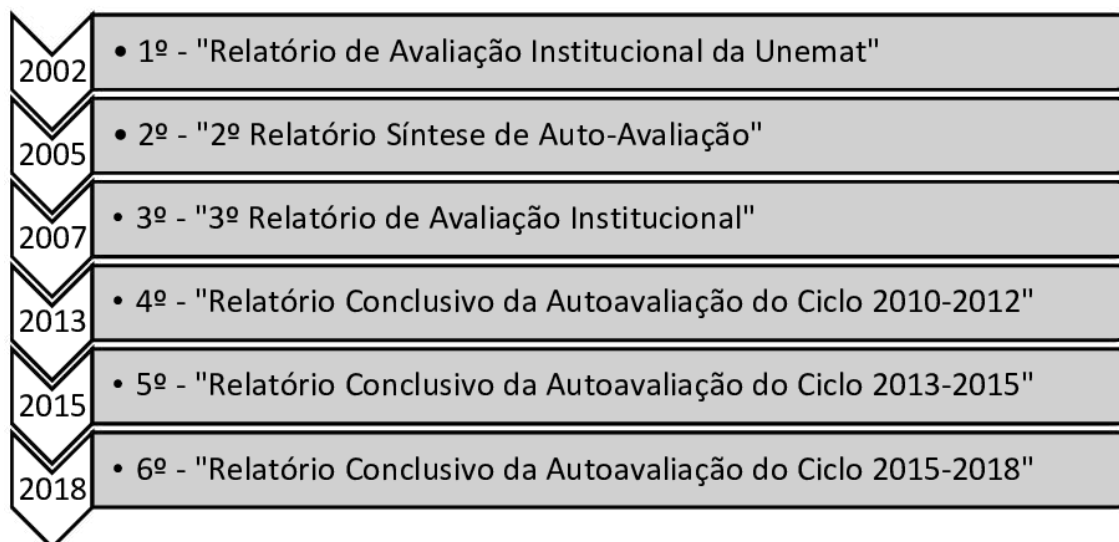 2002
• 1º - "Relatório de Avaliação Institucional da Unemat"
2005
• 2º - "2º Relatório Síntese de Auto-Avaliação"
2007
• 3º - "3º Relatório de Avaliação Institucional"
2013
• 4º - "Relatório Conclusivo da Autoavaliação do Ciclo 2010-2012"
2015
• 5º - "Relatório Conclusivo da Autoavaliação do Ciclo 2013-2015"
2018
• 6º - "Relatório Conclusivo da Autoavaliação do Ciclo 2015-2018"